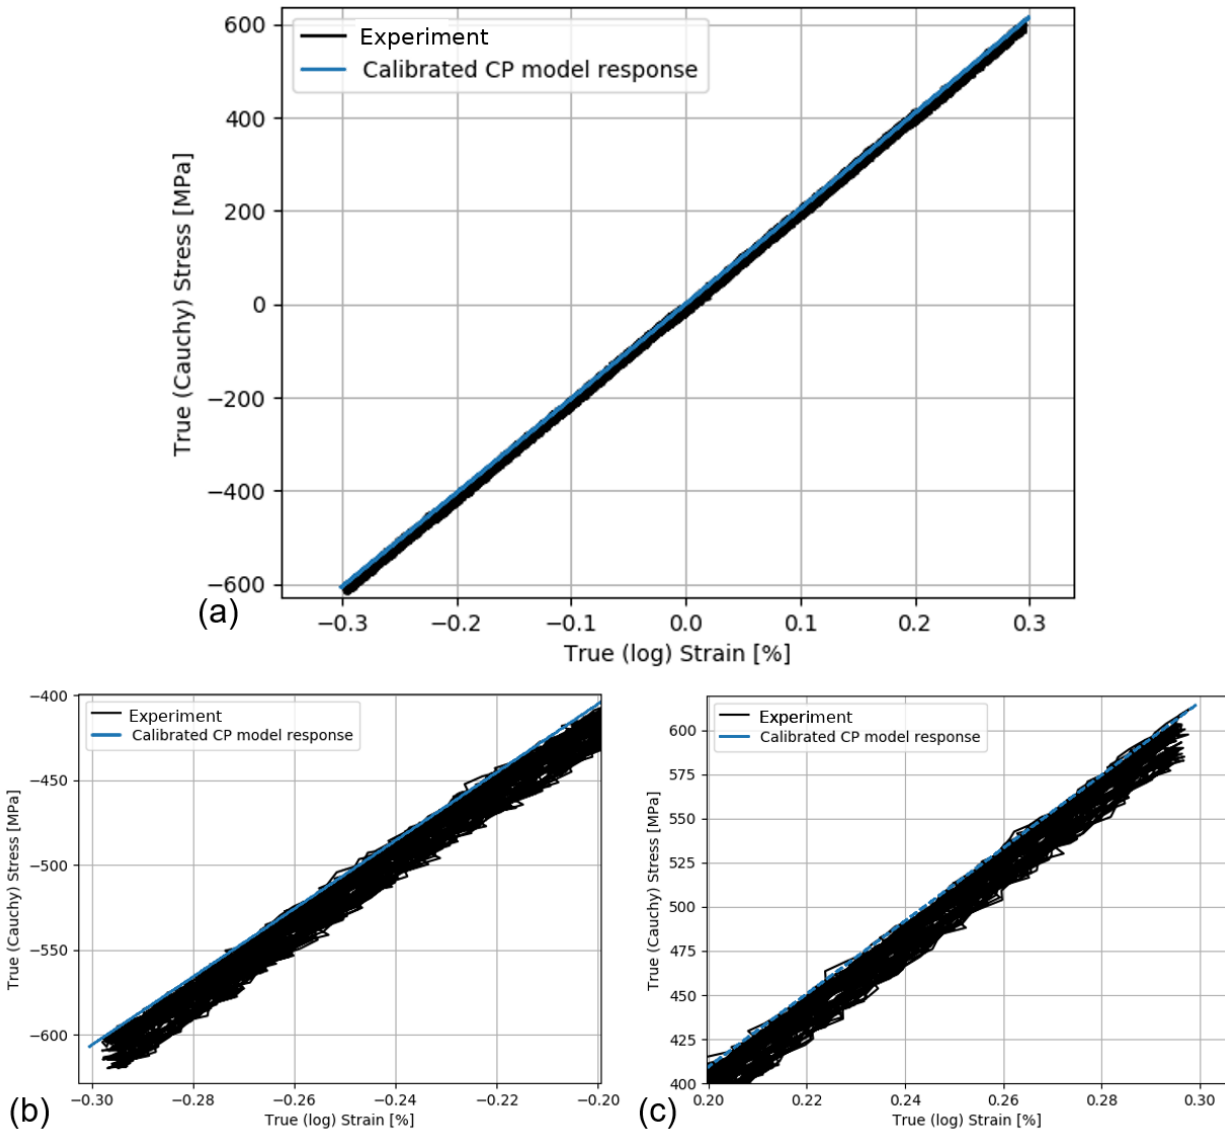 600
400
200
0
−200
−400
−600
True (Cauchy) Stress [MPa]
Experiment
Calibrated CP model response
−0.3 −0.2 −0.1 0.0 0.1 0.2 0.3
True (log) Strain [%]
(a)
−400
−450
−500
−550
−600
True (Cauchy) Stress [MPa]
Experiment
Calibrated CP model response
−0.30 −0.28 −0.26 −0.24 −0.22 −0.20
True (log) Strain [%]
(b)
600
575
550
525
500
475
450
425
400
True (Cauchy) Stress [MPa]
Experiment
Calibrated CP model response
0.20 0.22 0.24 0.26 0.28 0.30
True (log) Strain [%]
(c)